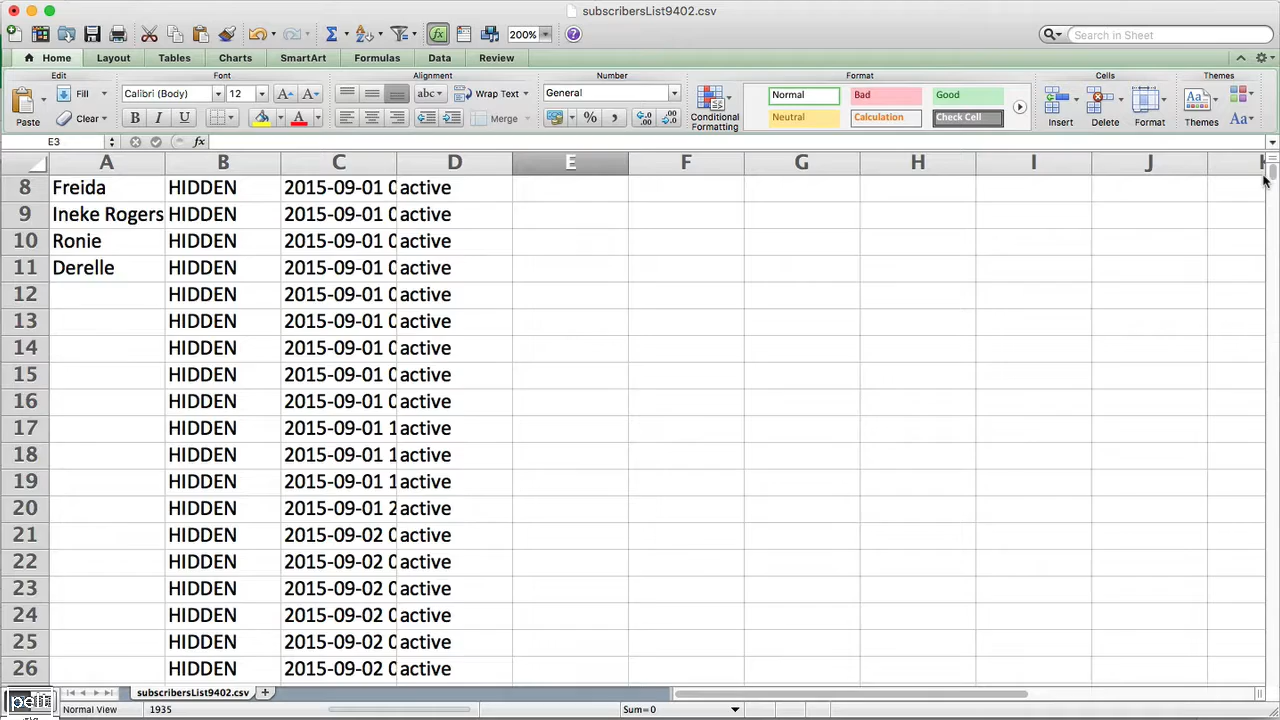 subscribersList9402.csv
200%
Search in Sheet
Home Layout Tables Charts SmartArt Formulas Data Review
Edit Font Alignment Number Format Cells Themes
Fill Calibri (Body) 12 A A abc Wrap Text General Normal Bad Good
Paste Clear B I U A Merge % Conditional Formatting Neutral Calculation Check Cell Insert Delete Format Themes Aa
E3 fx
A B C D E F G H I J K
8 Freida HIDDEN 2015-09-01 0 active
9 Ineke Rogers HIDDEN 2015-09-01 0 active
10 Ronie HIDDEN 2015-09-01 0 active
11 Derelle HIDDEN 2015-09-01 0 active
12 HIDDEN 2015-09-01 0 active
13 HIDDEN 2015-09-01 0 active
14 HIDDEN 2015-09-01 0 active
15 HIDDEN 2015-09-01 0 active
16 HIDDEN 2015-09-01 0 active
17 HIDDEN 2015-09-01 1 active
18 HIDDEN 2015-09-01 1 active
19 HIDDEN 2015-09-01 1 active
20 HIDDEN 2015-09-01 2 active
21 HIDDEN 2015-09-02 0 active
22 HIDDEN 2015-09-02 0 active
23 HIDDEN 2015-09-02 0 active
24 HIDDEN 2015-09-02 0 active
25 HIDDEN 2015-09-02 0 active
26 HIDDEN 2015-09-02 0 active
subscribersList9402.csv
Normal View 1935 Sum=0